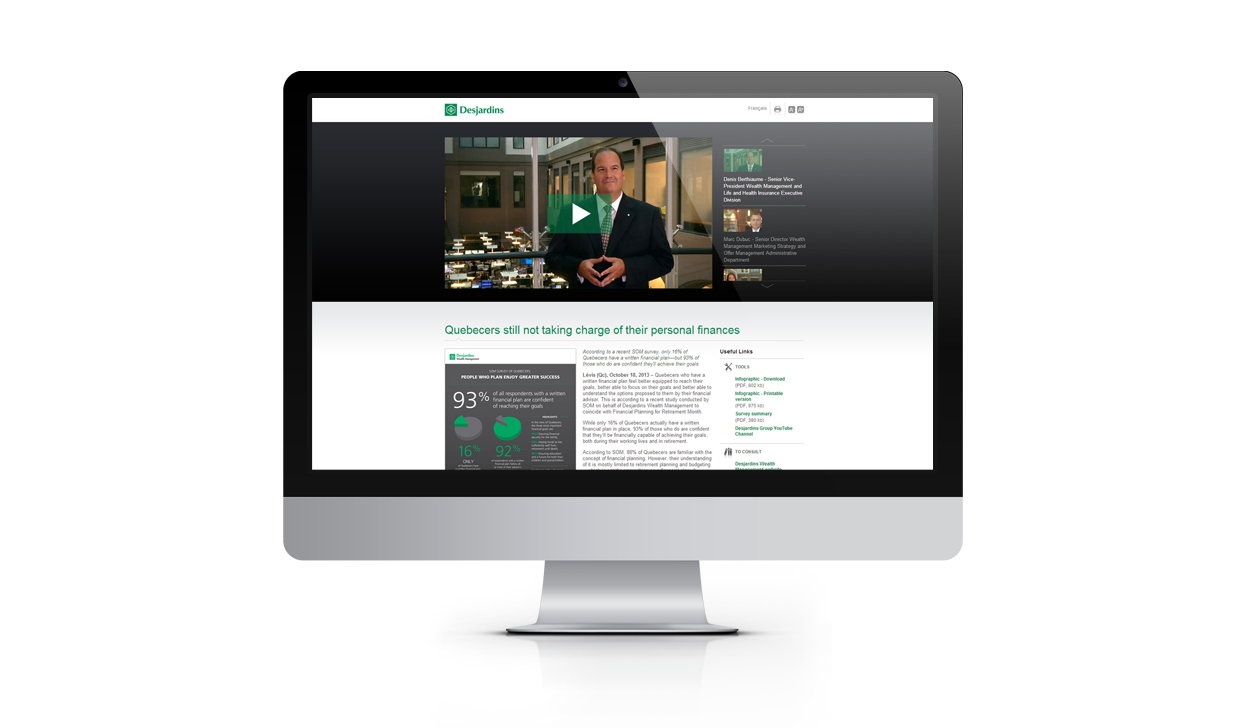 Desjardins
Français
A-
A+
Denis Berthiaume - Senior Vice-
President Wealth Management and
Life and Health Insurance Executive
Division
Marc Dubuc - Senior Director Wealth
Management Marketing Strategy and
Offer Management Administrative
Department
Quebecers still not taking charge of their personal finances
Desjardins
Wealth Management
SOM SURVEY OF QUEBECERS
PEOPLE WHO PLAN ENJOY GREATER SUCCESS
93%
of all respondents with a written
financial plan are confident
of reaching their goals
HIGHLIGHTS
16%
ONLY
92%
According to a recent SOM survey, only 16% of
Quebecers have a written financial plan—but 93% of
those who do are confident they'll achieve their goals
Lévis (Qc), October 18, 2013 – Quebecers who have a
written financial plan feel better equipped to reach their
goals, better able to focus on their goals and better able to
understand the options proposed to them by their financial
advisor. This is according to a recent study conducted by
SOM on behalf of Desjardins Wealth Management to
coincide with Financial Planning for Retirement Month.
While only 16% of Quebecers actually have a written
financial plan in place, 93% of those who do are confident
that they'll be financially capable of achieving their goals,
both during their working lives and in retirement.
According to SOM, 88% of Quebecers are familiar with the
concept of financial planning. However, their understanding
of it is mostly limited to retirement planning and budgeting
Useful Links
TOOLS
Infographic - Download
(PDF, 602 kb)
Infographic - Printable
version
(PDF, 975 kb)
Survey summary
(PDF, 380 kb)
Desjardins Group YouTube
Channel
TO CONSULT
Desjardins Wealth
Management website